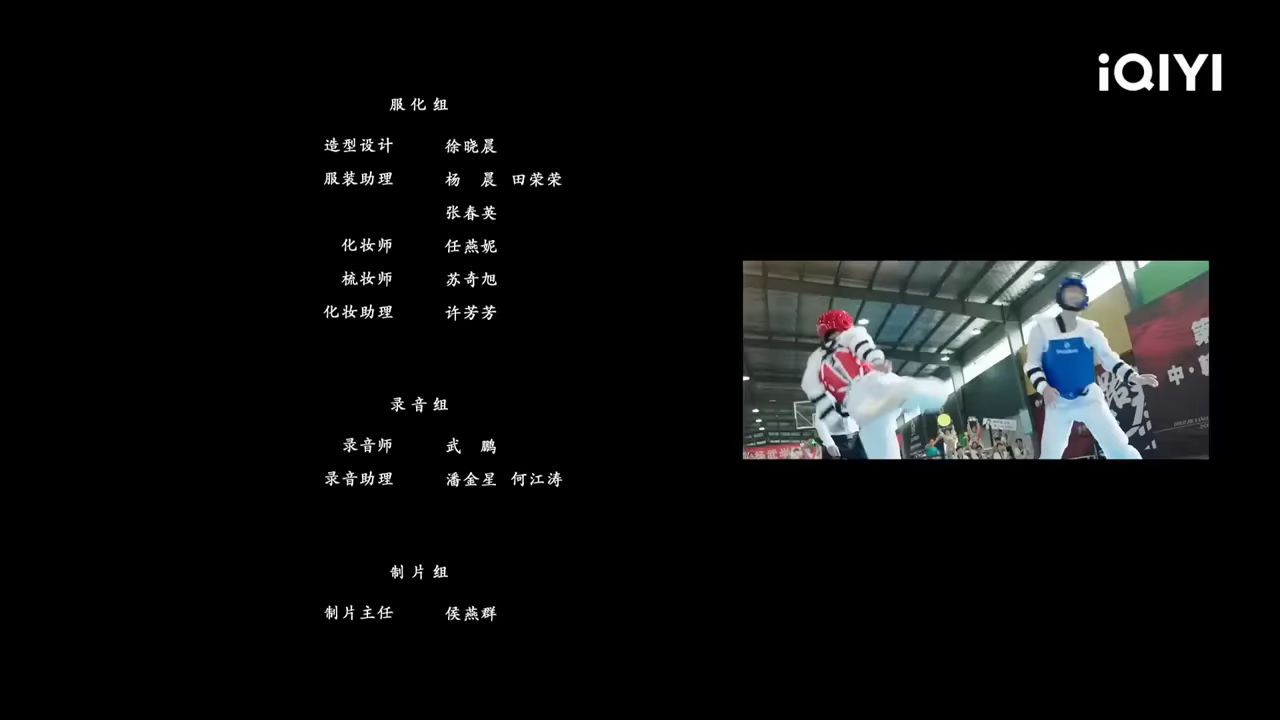 iQIYI
服化组
造型设计 徐晓晨
服装助理 杨 晨 田荣荣
张春英
化妆师 任燕妮
梳妆师 苏奇旭
化妆助理 许芳芳
录音组
录音师 武 鹏
录音助理 潘金星 何江涛
制片组
制片主任 侯燕群
第
中·